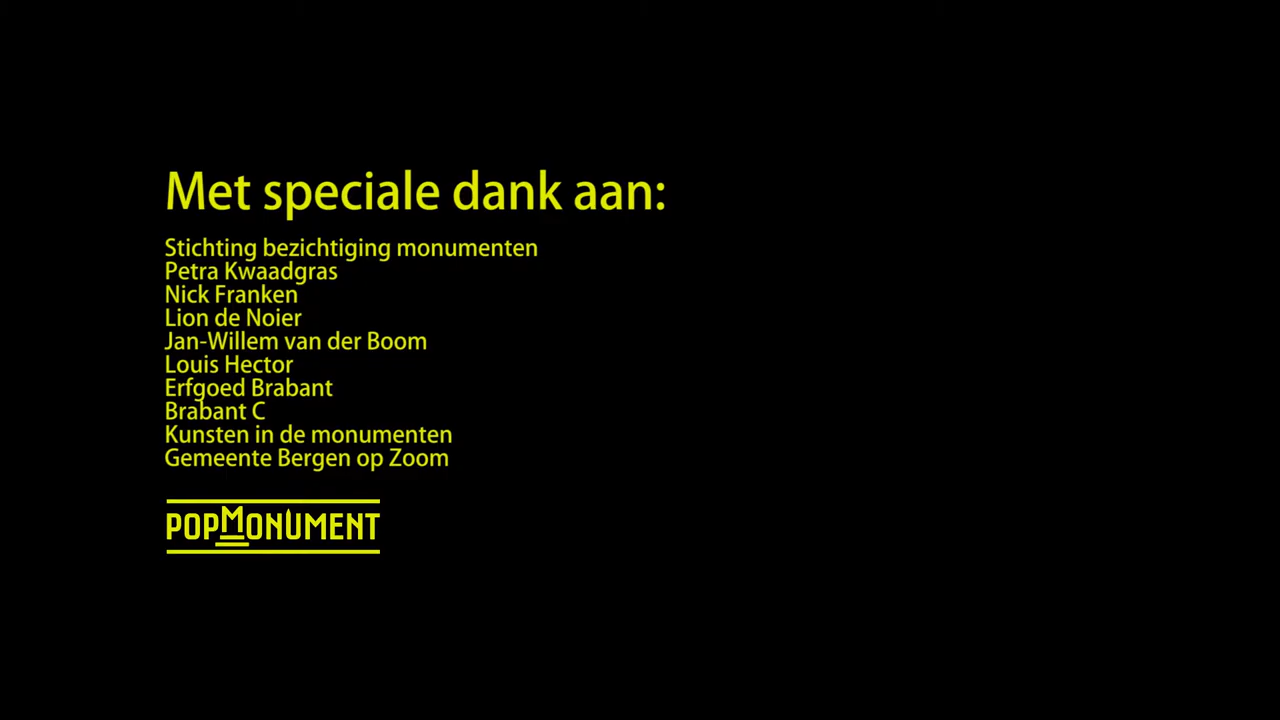 Met speciale dank aan:
Stichting bezichtiging monumenten
Petra Kwaadgras
Nick Franken
Lion de Noier
Jan-Willem van der Boom
Louis Hector
Erfgoed Brabant
Brabant C
Kunsten in de monumenten
Gemeente Bergen op Zoom
POPMONUMENT